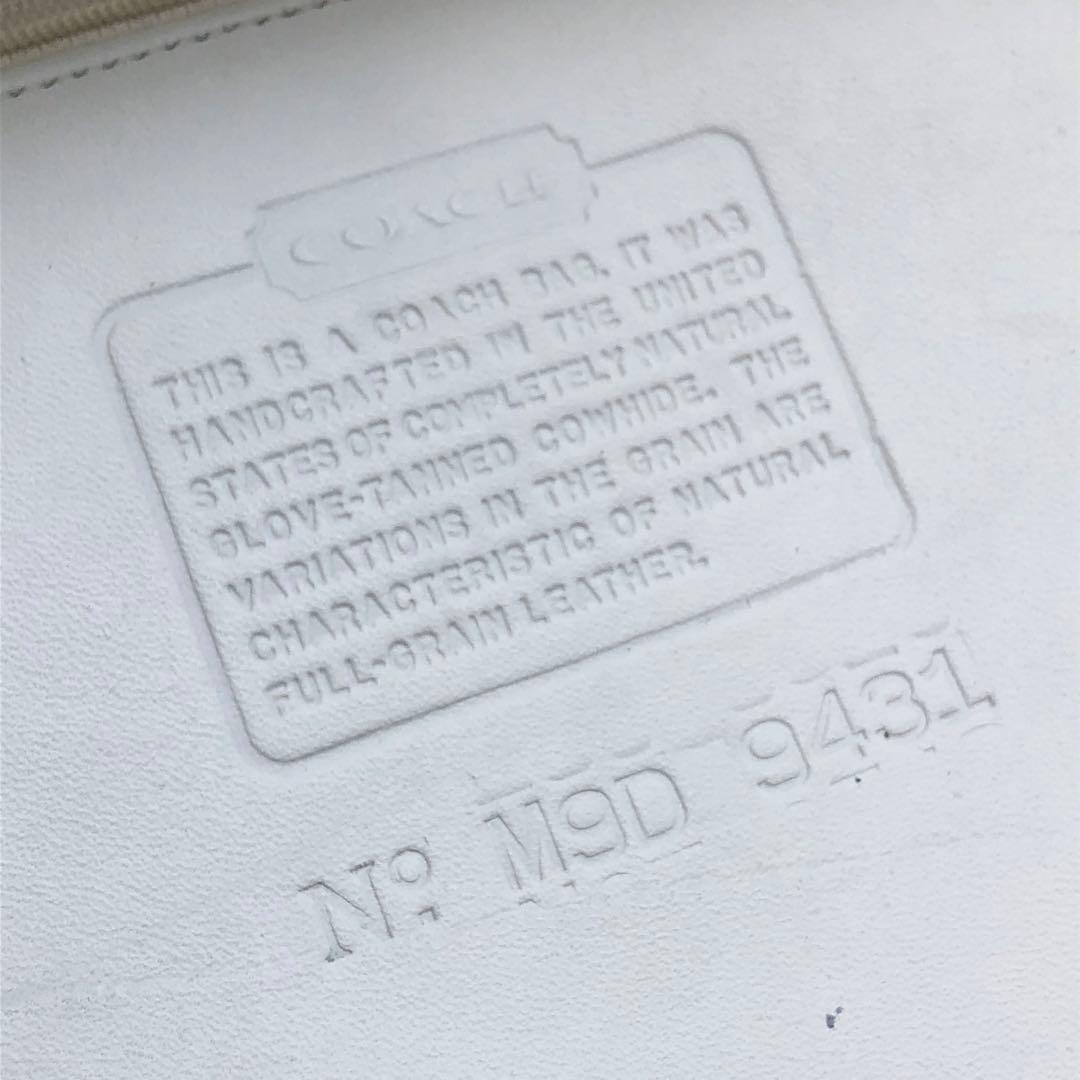 COACH
THIS IS A COACH BAG. IT WAS
HANDCRAFTED IN THE UNITED
STATES OF COMPLETELY NATURAL
GLOVE-TANNED COWHIDE. THE
VARIATIONS IN THE GRAIN ARE
CHARACTERISTIC OF NATURAL
FULL-GRAIN LEATHER.
Nº M9D 9431